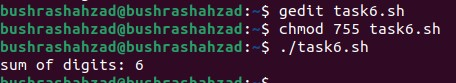 bushrashahzad@bushrashahzad:~$ gedit task6.sh
bushrashahzad@bushrashahzad:~$ chmod 755 task6.sh
bushrashahzad@bushrashahzad:~$ ./task6.sh
sum of digits: 6